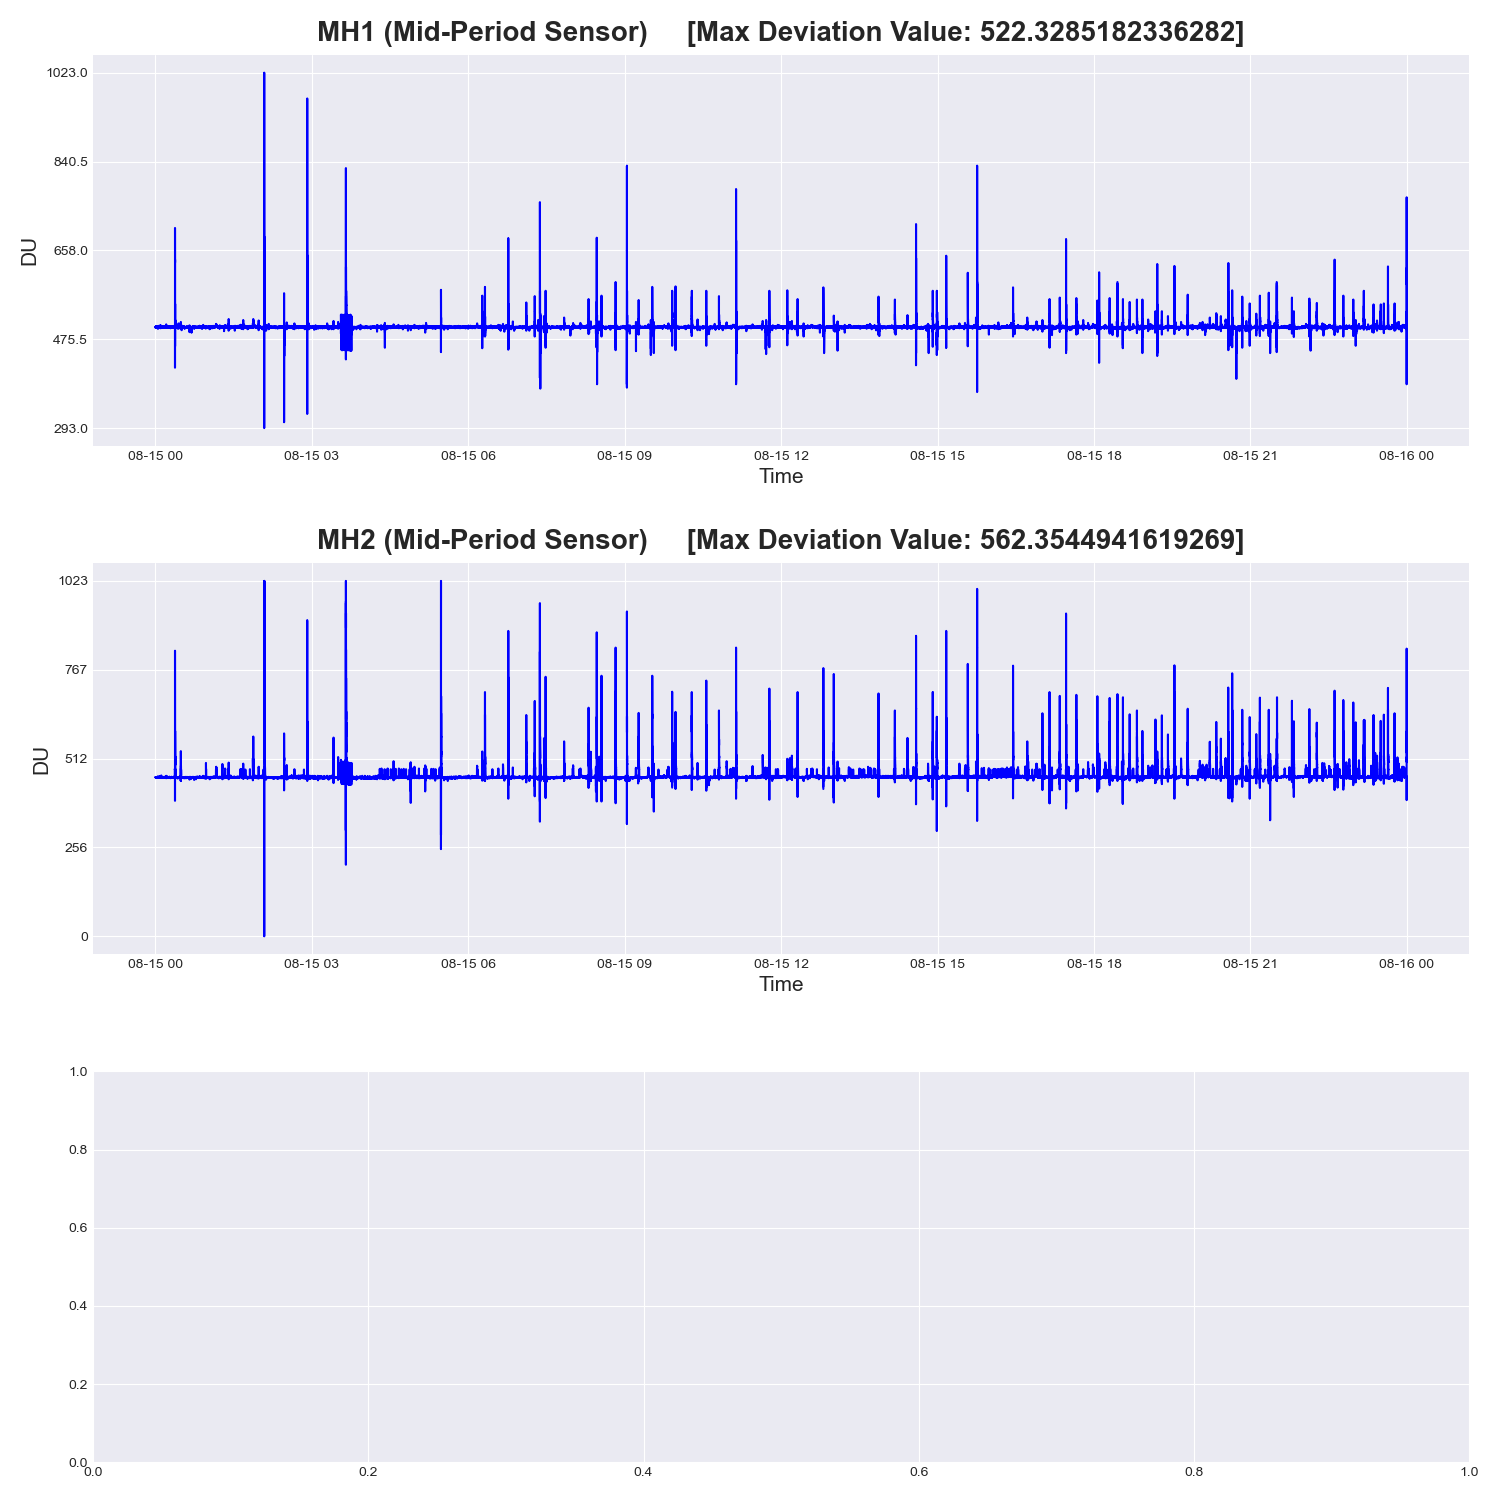 MH1 (Mid-Period Sensor) [Max Deviation Value: 522.3285182336282]
1023.0
840.5
658.0
475.5
293.0
DU
08-15 00 08-15 03 08-15 06 08-15 09 08-15 12 08-15 15 08-15 18 08-15 21 08-16 00
Time
MH2 (Mid-Period Sensor) [Max Deviation Value: 562.3544941619269]
1023
767
512
256
0
DU
08-15 00 08-15 03 08-15 06 08-15 09 08-15 12 08-15 15 08-15 18 08-15 21 08-16 00
Time
1.0
0.8
0.6
0.4
0.2
0.0
0.0 0.2 0.4 0.6 0.8 1.0